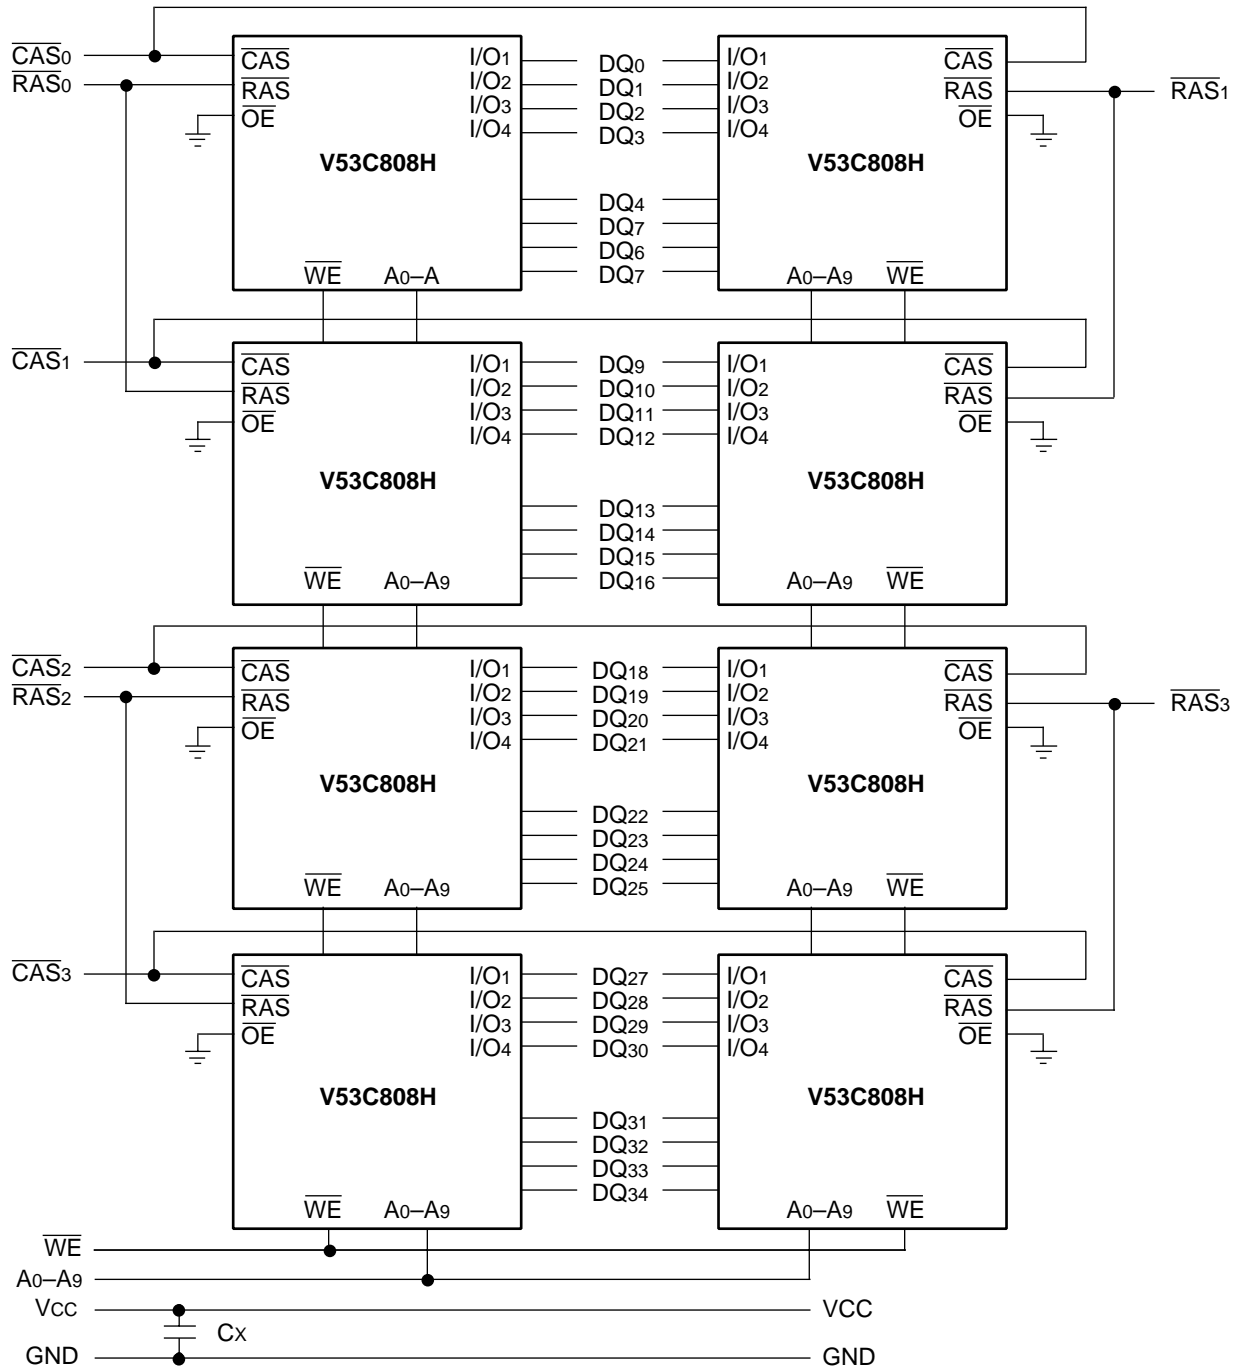 CAS0
RAS0
CAS
RAS
OE
I/O1
I/O2
I/O3
I/O4
V53C808H
WE A0–A
DQ0
DQ1
DQ2
DQ3
DQ4
DQ7
DQ6
DQ7
I/O1
I/O2
I/O3
I/O4
CAS
RAS
OE
V53C808H
A0–A9 WE
RAS1
CAS1
CAS
RAS
OE
I/O1
I/O2
I/O3
I/O4
V53C808H
WE A0–A9
DQ9
DQ10
DQ11
DQ12
DQ13
DQ14
DQ15
DQ16
I/O1
I/O2
I/O3
I/O4
CAS
RAS
OE
V53C808H
A0–A9 WE
CAS2
RAS2
CAS
RAS
OE
I/O1
I/O2
I/O3
I/O4
V53C808H
WE A0–A9
DQ18
DQ19
DQ20
DQ21
DQ22
DQ23
DQ24
DQ25
I/O1
I/O2
I/O3
I/O4
CAS
RAS
OE
V53C808H
A0–A9 WE
RAS3
CAS3
CAS
RAS
OE
I/O1
I/O2
I/O3
I/O4
V53C808H
WE A0–A9
DQ27
DQ28
DQ29
DQ30
DQ31
DQ32
DQ33
DQ34
I/O1
I/O2
I/O3
I/O4
CAS
RAS
OE
V53C808H
A0–A9 WE
WE
A0–A9
VCC
CX
VCC
GND
GND